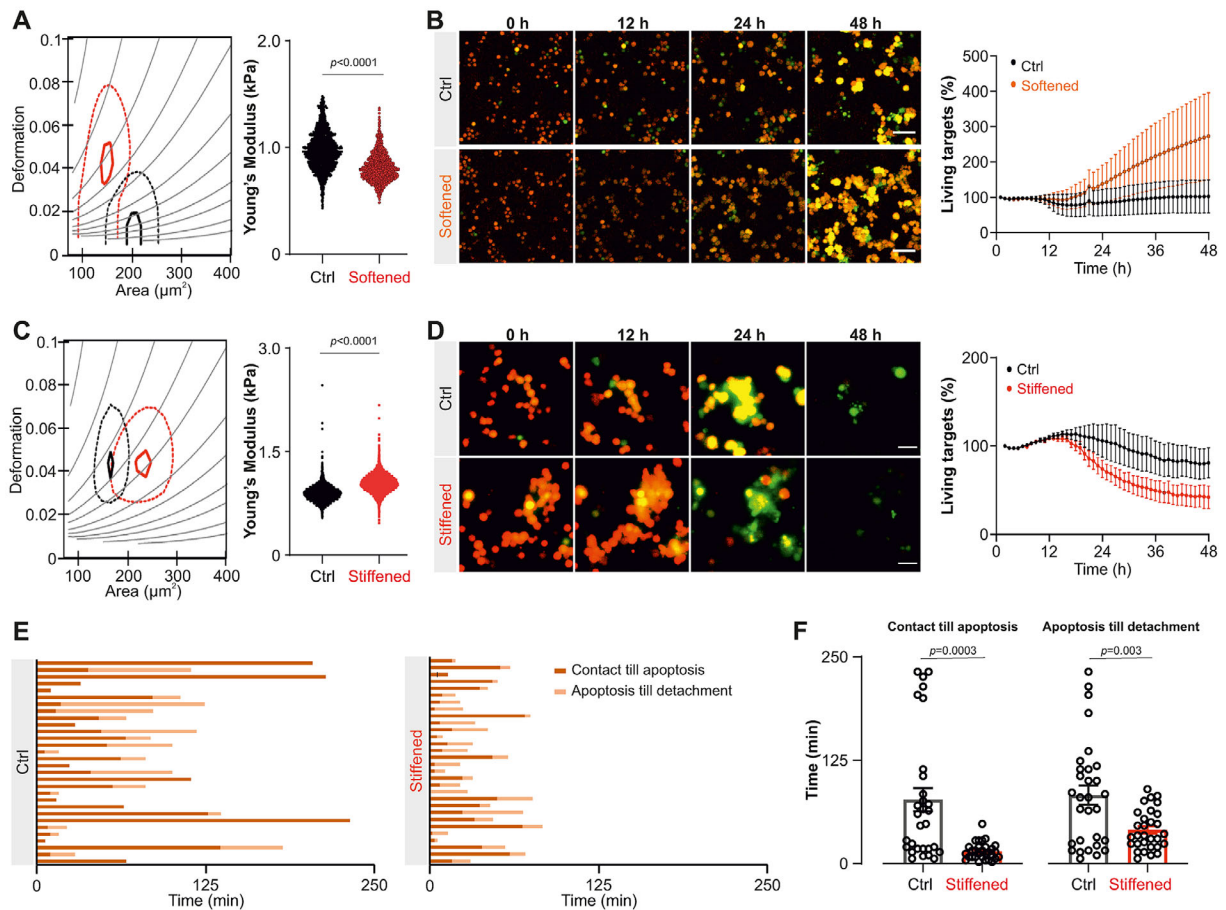 A
Deformation
0.1
0.08
0.06
0.04
0.02
0
100
200
300
400
Area (µm²)
Young's Modulus (kPa)
2.0
1.0
0
p<0.0001
Ctrl
Softened
B
0 h
12 h
24 h
48 h
Ctrl
Softened
Living targets (%)
500
400
300
200
100
0
Ctrl
Softened
0
12
24
36
48
Time (h)
C
Deformation
0.1
0.08
0.06
0.04
0.02
0
100
200
300
400
Area (µm²)
Young's Modulus (kPa)
3.0
1.5
0
p<0.0001
Ctrl
Stiffened
D
0 h
12 h
24 h
48 h
Ctrl
Stiffened
Living targets (%)
200
100
0
Ctrl
Stiffened
0
12
24
36
48
Time (h)
E
Ctrl
0
125
250
Time (min)
Stiffened
Contact till apoptosis
Apoptosis till detachment
0
125
250
Time (min)
F
Contact till apoptosis
Apoptosis till detachment
p=0.0003
p=0.003
Time (min)
250
125
0
Ctrl
Stiffened
Ctrl
Stiffened